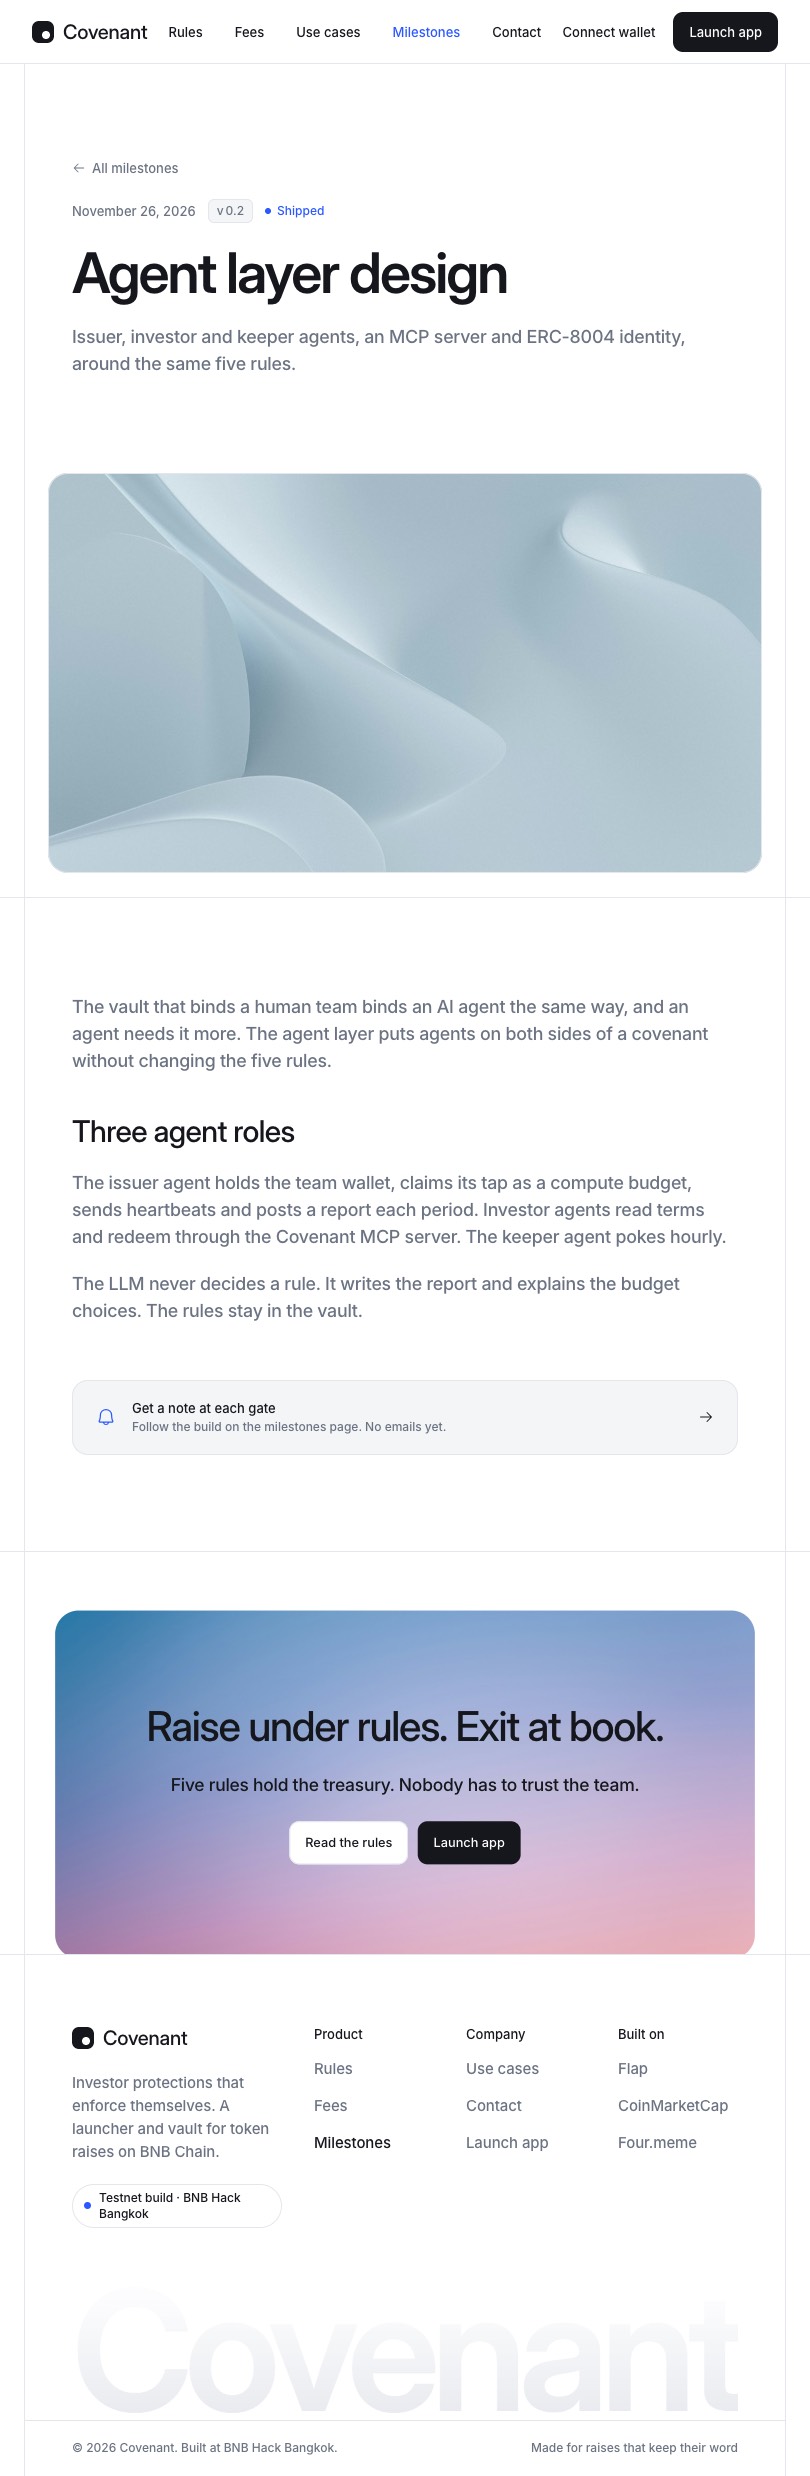 Covenant
Rules
Fees
Use cases
Milestones
Contact
Connect wallet
Launch app
← All milestones
November 26, 2026
v 0.2
Shipped
Agent layer design
Issuer, investor and keeper agents, an MCP server and ERC-8004 identity,
around the same five rules.
The vault that binds a human team binds an AI agent the same way, and an
agent needs it more. The agent layer puts agents on both sides of a covenant
without changing the five rules.
Three agent roles
The issuer agent holds the team wallet, claims its tap as a compute budget,
sends heartbeats and posts a report each period. Investor agents read terms
and redeem through the Covenant MCP server. The keeper agent pokes hourly.
The LLM never decides a rule. It writes the report and explains the budget
choices. The rules stay in the vault.
Get a note at each gate
Follow the build on the milestones page. No emails yet.
→
Raise under rules. Exit at book.
Five rules hold the treasury. Nobody has to trust the team.
Read the rules
Launch app
Covenant
Investor protections that
enforce themselves. A
launcher and vault for token
raises on BNB Chain.
Testnet build · BNB Hack
Bangkok
Product
Rules
Fees
Milestones
Company
Use cases
Contact
Launch app
Built on
Flap
CoinMarketCap
Four.meme
Covenant
© 2026 Covenant. Built at BNB Hack Bangkok.
Made for raises that keep their word